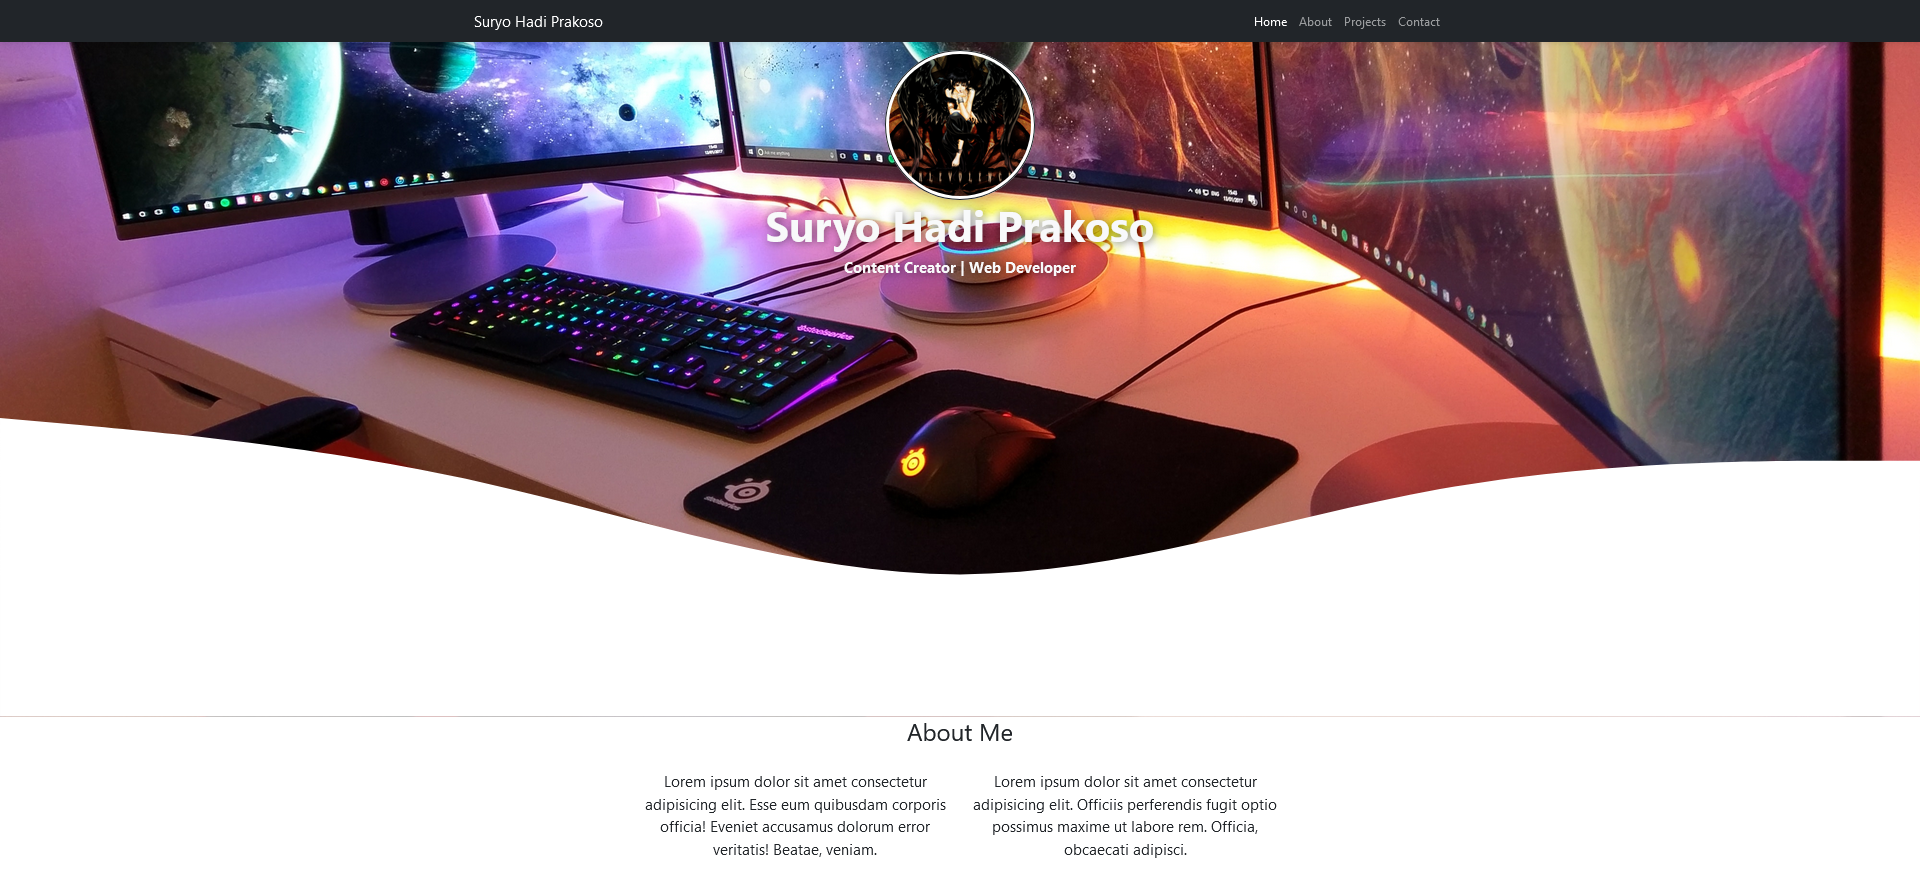 Suryo Hadi Prakoso
Home About Projects Contact
Suryo Hadi Prakoso
Content Creator | Web Developer
steelseries
steelseries
About Me
Lorem ipsum dolor sit amet consectetur
adipisicing elit. Esse eum quibusdam corporis
officia! Eveniet accusamus dolorum error
veritatis! Beatae, veniam.
Lorem ipsum dolor sit amet consectetur
adipisicing elit. Officiis perferendis fugit optio
possimus maxime ut labore rem. Officia,
obcaecati adipisci.